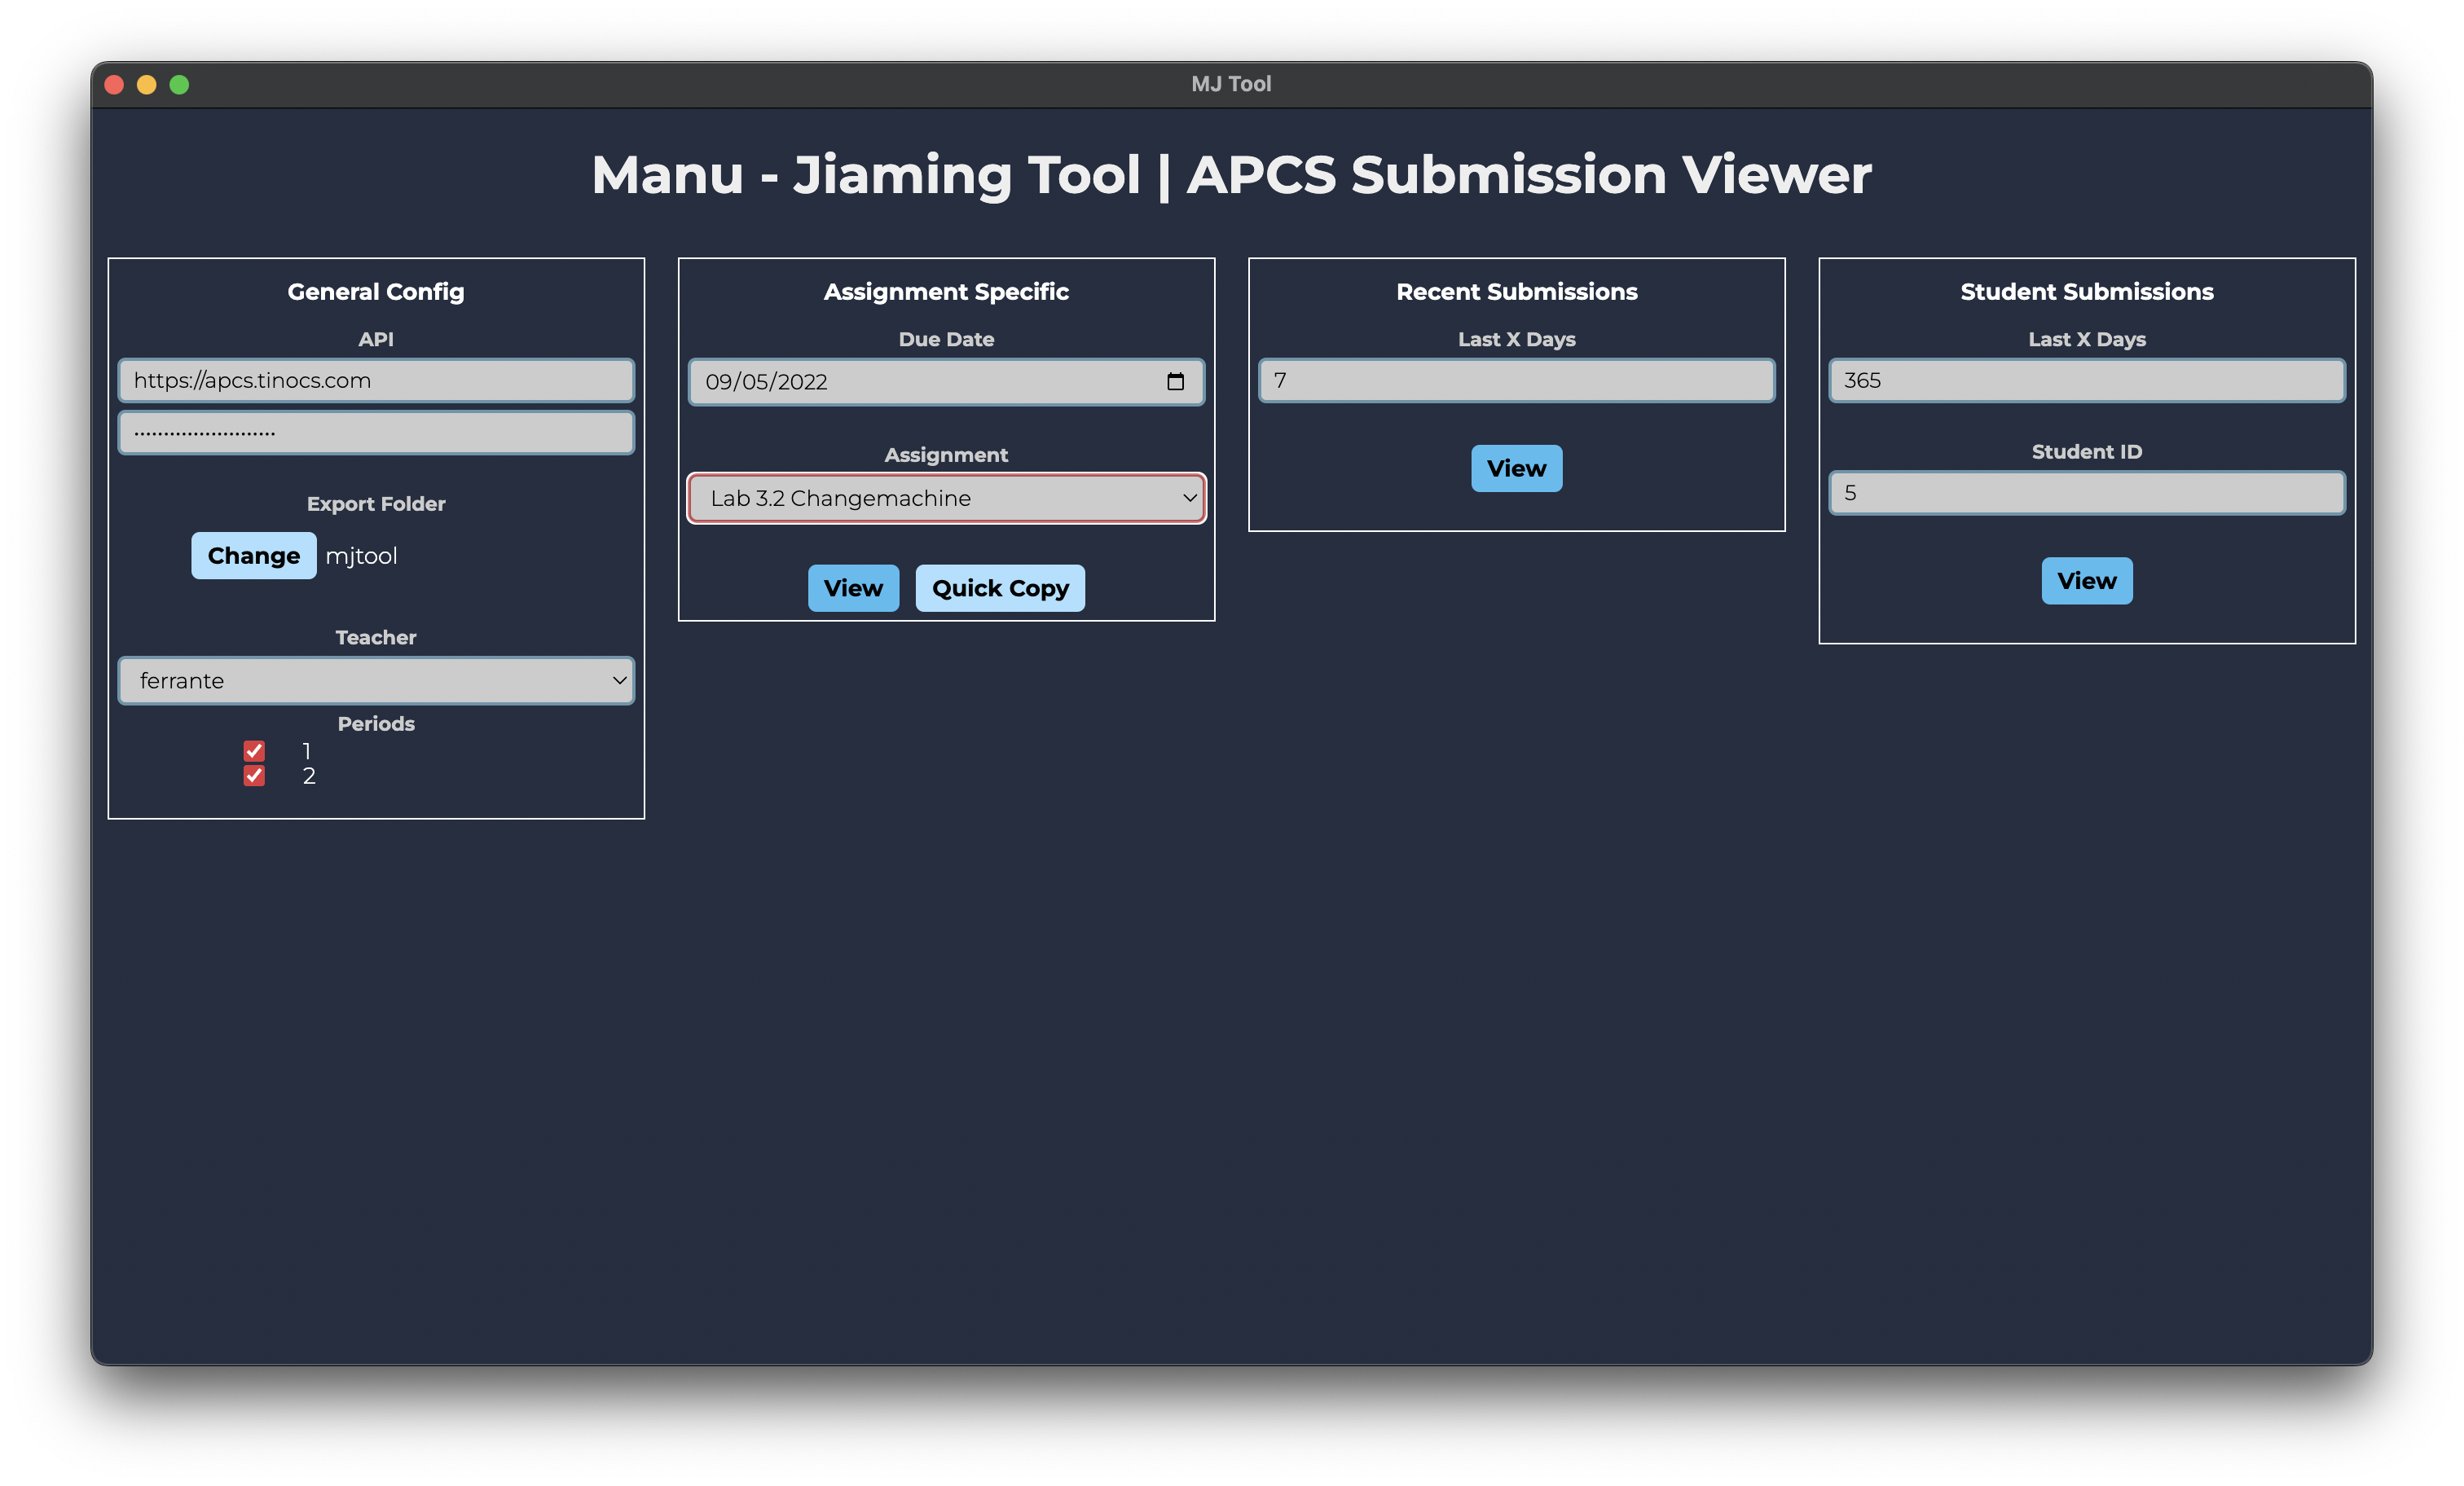 MJ Tool
Manu - Jiaming Tool | APCS Submission Viewer
General Config
API
https://apcs.tinocs.com
························
Export Folder
Change mjtool
Teacher
ferrante
Periods
1
2
Assignment Specific
Due Date
09/05/2022
Assignment
Lab 3.2 Changemachine
View Quick Copy
Recent Submissions
Last X Days
7
View
Student Submissions
Last X Days
365
Student ID
5
View